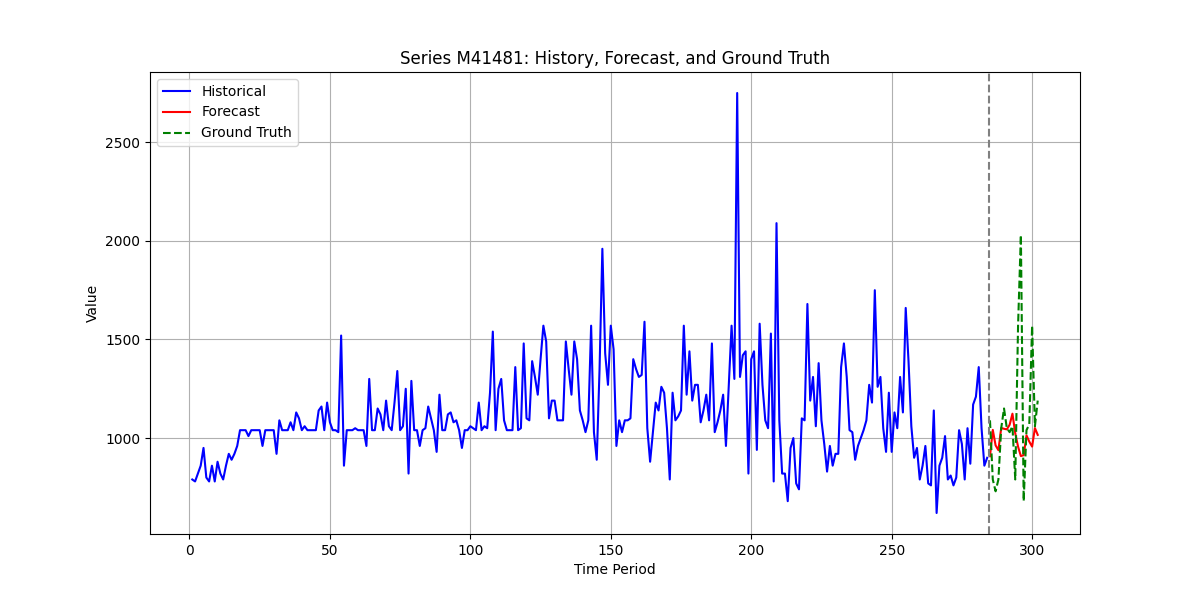 Series M41481: History, Forecast, and Ground Truth
Historical
Forecast
Ground Truth
2500
2000
1500
1000
Value
0 50 100 150 200 250 300
Time Period